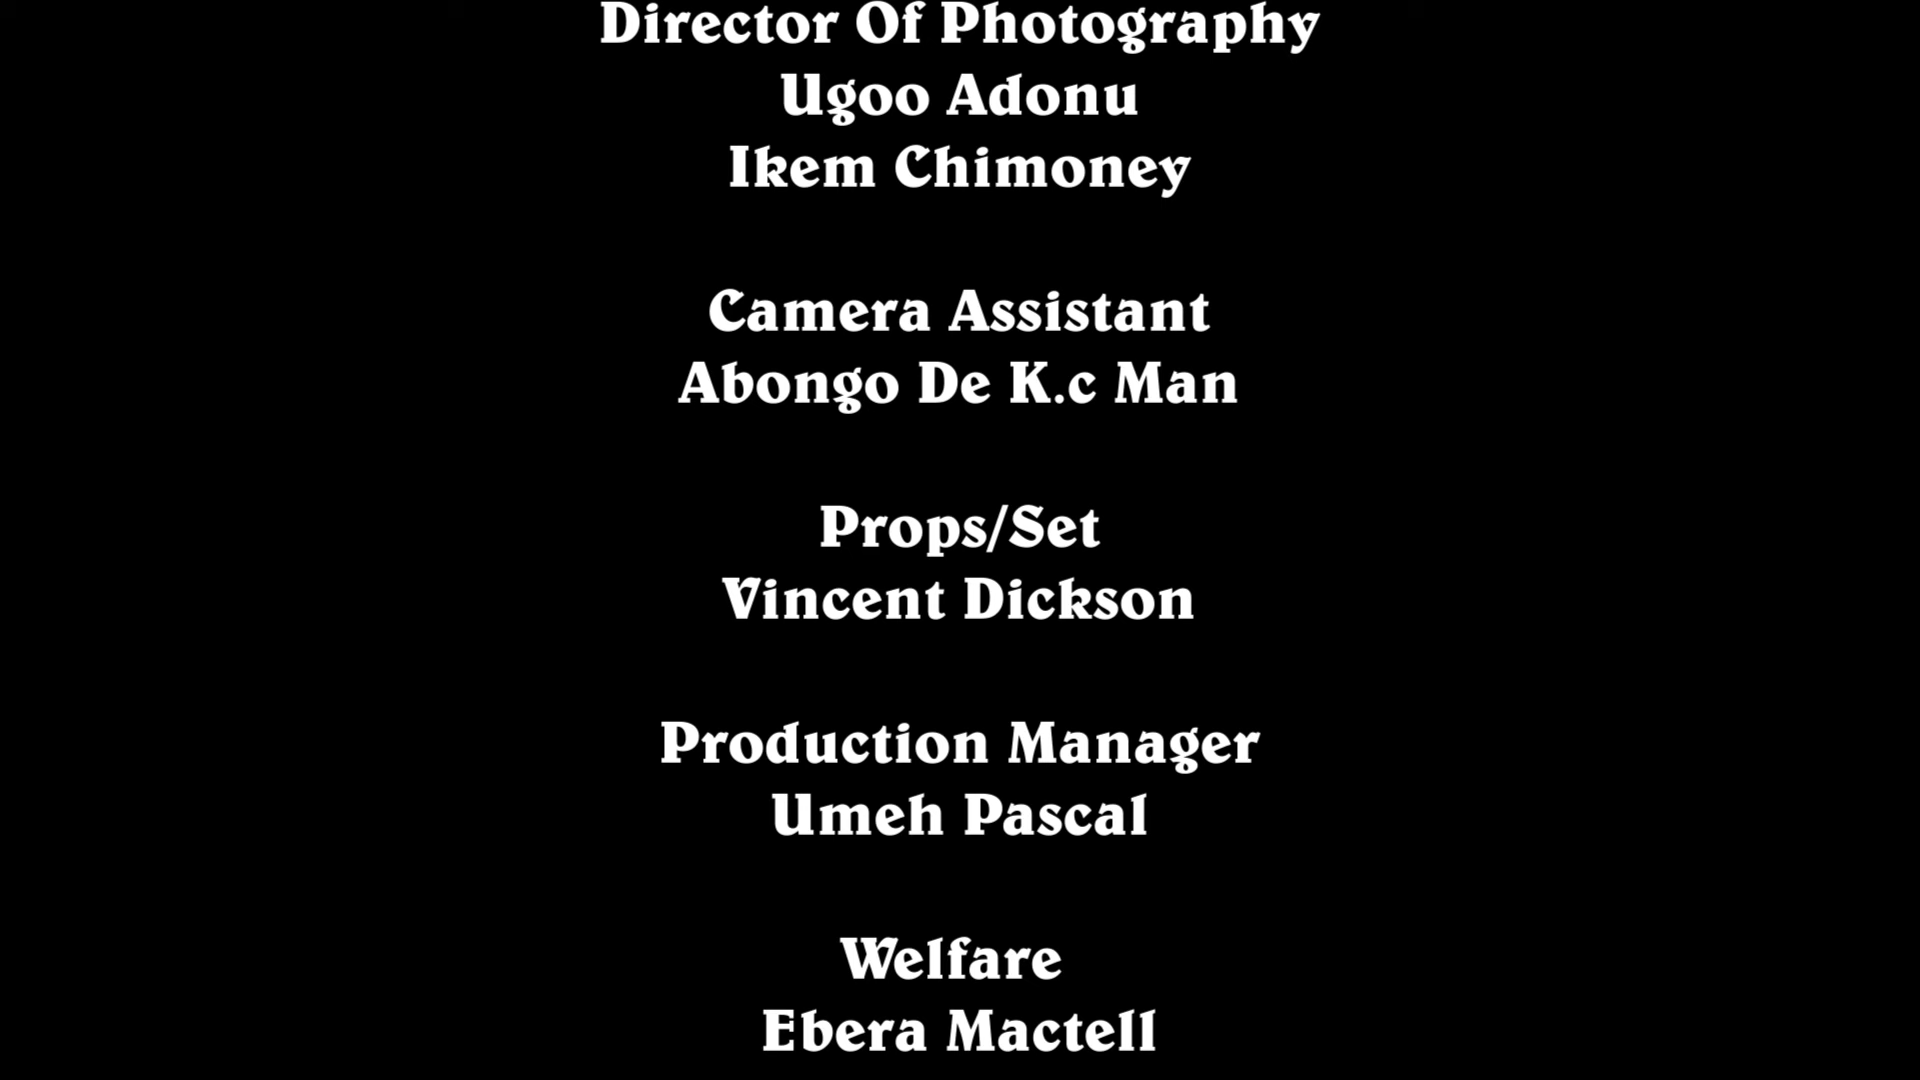 Director Of Photography
Ugoo Adonu
Ikem Chimoney
Camera Assistant
Abongo De K.c Man
Props/Set
Vincent Dickson
Production Manager
Umeh Pascal
Welfare
Ebera Mactell